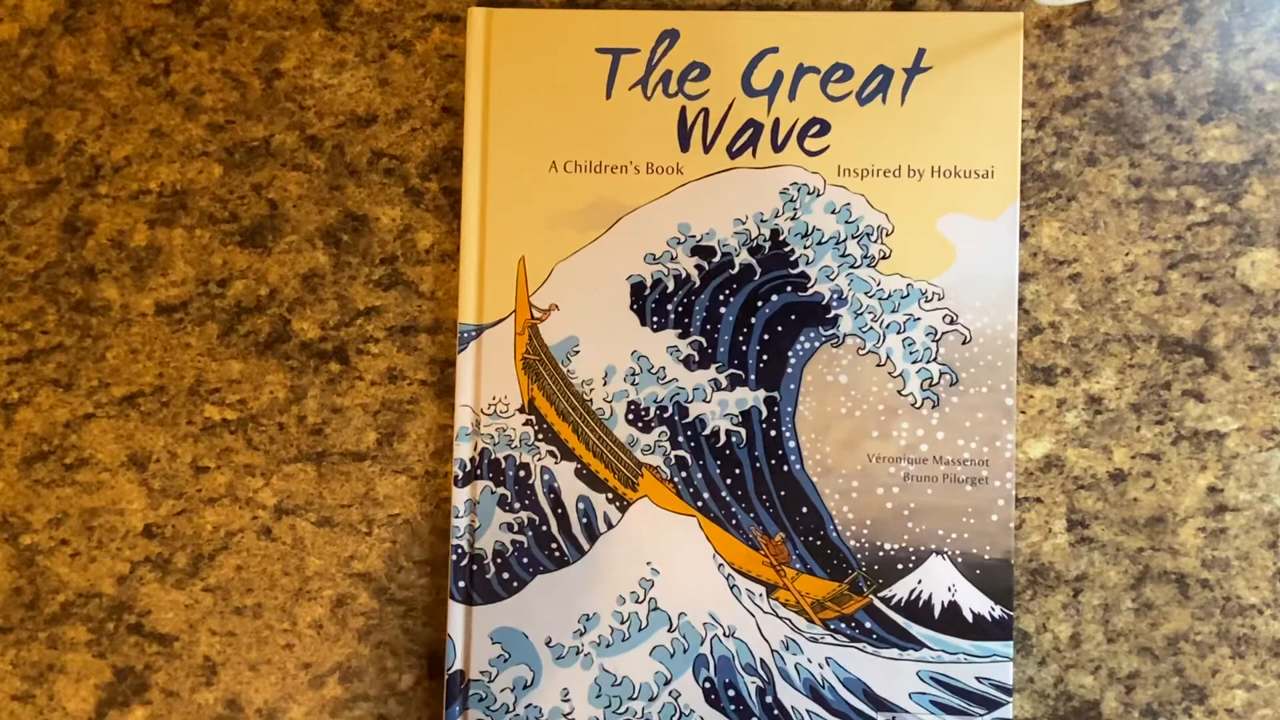 The Great
Wave
A Children's Book Inspired by Hokusai
Véronique Massenot
Bruno Pilorget